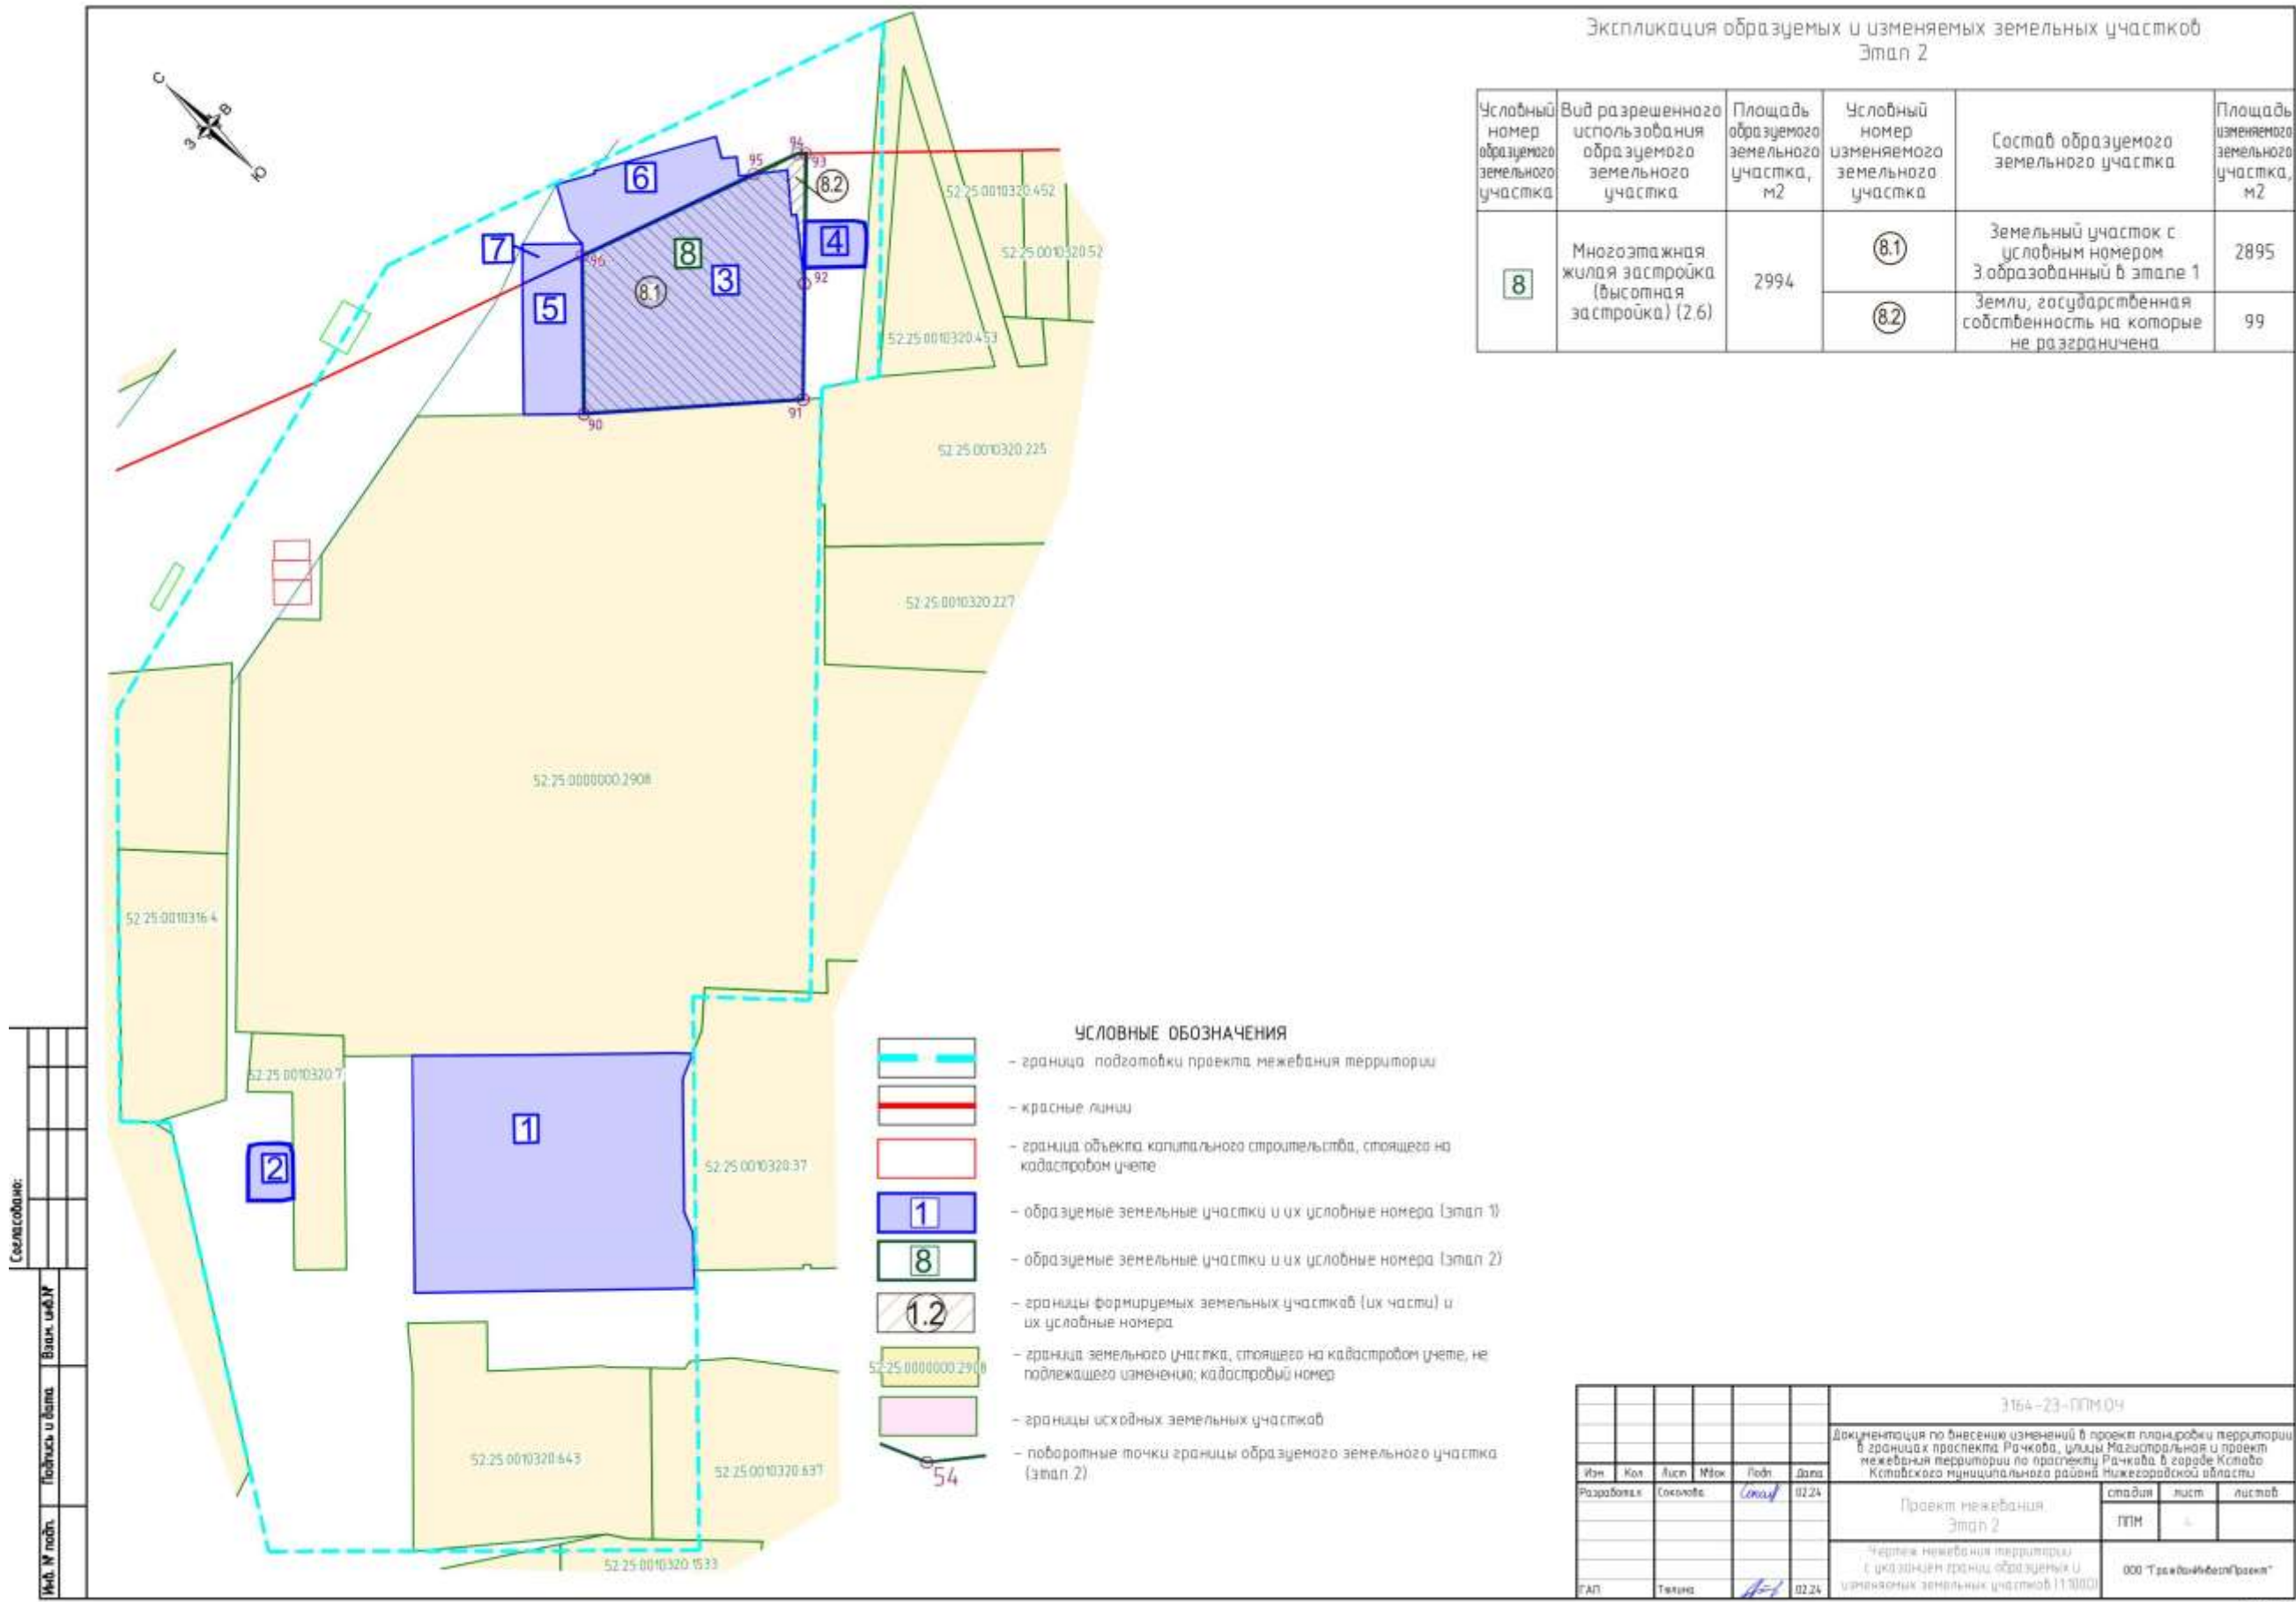 Экспликация образуемых и изменяемых земельных участков
Этап 2
Условный
номер
образуемого
земельного
участка
Вид разрешенного
использования
образуемого
земельного
участка
Площадь
образуемого
земельного
участка,
м2
Условный
номер
изменяемого
земельного
участка
Состав образуемого
земельного участка
Площадь
изменяемого
земельного
участка,
м2
8
Многоэтажная
жилая застройка
(высотная
застройка) (2.6)
2994
8.1
Земельный участок с
условным номером
3.образованный в этапе 1
2895
8.2
Земли, государственная
собственность на которые
не разграничена
99
С
В
З
Ю
94
93
95
6
8.2
52:25:0010320:452
7
8
4
52:25:0010320:52
96
3
92
8.1
5
52:25:0010320:453
91
90
52:25:0010320:225
52:25:0010320:227
52:25:0000000:2908
52:25:0010316:4
52:25:0010320:7
1
2
52:25:0010320:37
52:25:0010320:643
52:25:0010320:637
52:25:0010320:1533
УСЛОВНЫЕ ОБОЗНАЧЕНИЯ
- граница подготовки проекта межевания территории
- красные линии
- граница объекта капитального строительства, стоящего на
кадастровом учете
1
- образуемые земельные участки и их условные номера (этап 1)
8
- образуемые земельные участки и их условные номера (этап 2)
1.2
- границы формируемых земельных участков (их части) и
их условные номера
52:25:0000000:2908
- граница земельного участка, стоящего на кадастровом учете, не
подлежащего изменению; кадастровый номер
- границы исходных земельных участков
54
- поворотные точки границы образуемого земельного участка
(этап 2)
Согласовано:
Взам. инв.№
Подпись и дата
Инв. № подл.
3164-23-ППМ.ОЧ
Документация по внесению изменений в проект планировки территории
в границах проспекта Рачкова, улицы Магистральная и проект
межевания территории по проспекту Рачкова в городе Кстово
Кстовского муниципального района Нижегородской области
Изм Кол Лист №док Подп. Дата
Разработал Соколова 02.24
Проект межевания
Этап 2
стадия лист листов
ППМ
Чертеж межевания территории
с указанием границ образуемых и
изменяемых земельных участков (1:1000)
ООО "ГражданИнвестПроект"
ГАП Тюлина 02.24